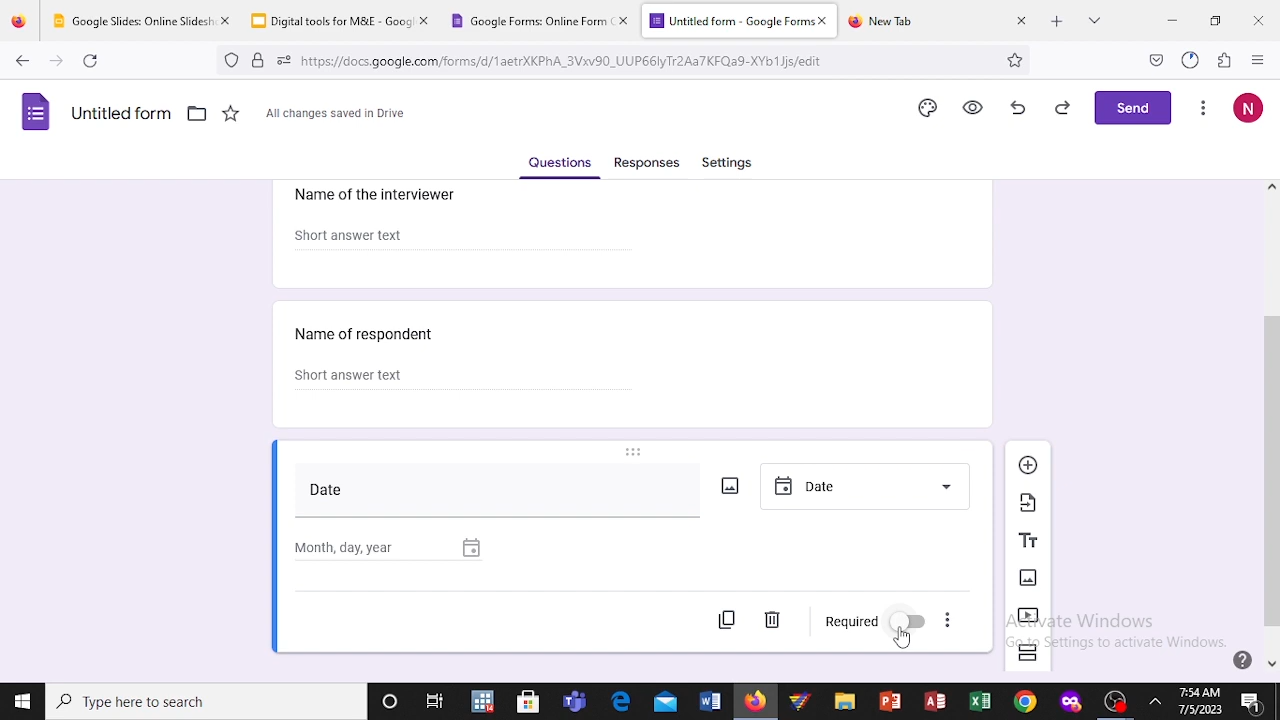 Google Slides: Online Slidesh
Digital tools for M&E - Googl
Google Forms: Online Form C
Untitled form - Google Forms
New Tab
https://docs.google.com/forms/d/1aetrXKPhA_3Vxv90_UUP66lyTr2Aa7KFQa9-XYb1Jjs/edit
Untitled form
All changes saved in Drive
Send
N
Questions Responses Settings
Name of the interviewer
Short answer text
Name of respondent
Short answer text
Date
Date
Month, day, year
Required
Activate Windows
Go to Settings to activate Windows.
Type here to search
7:54 AM
7/5/2023